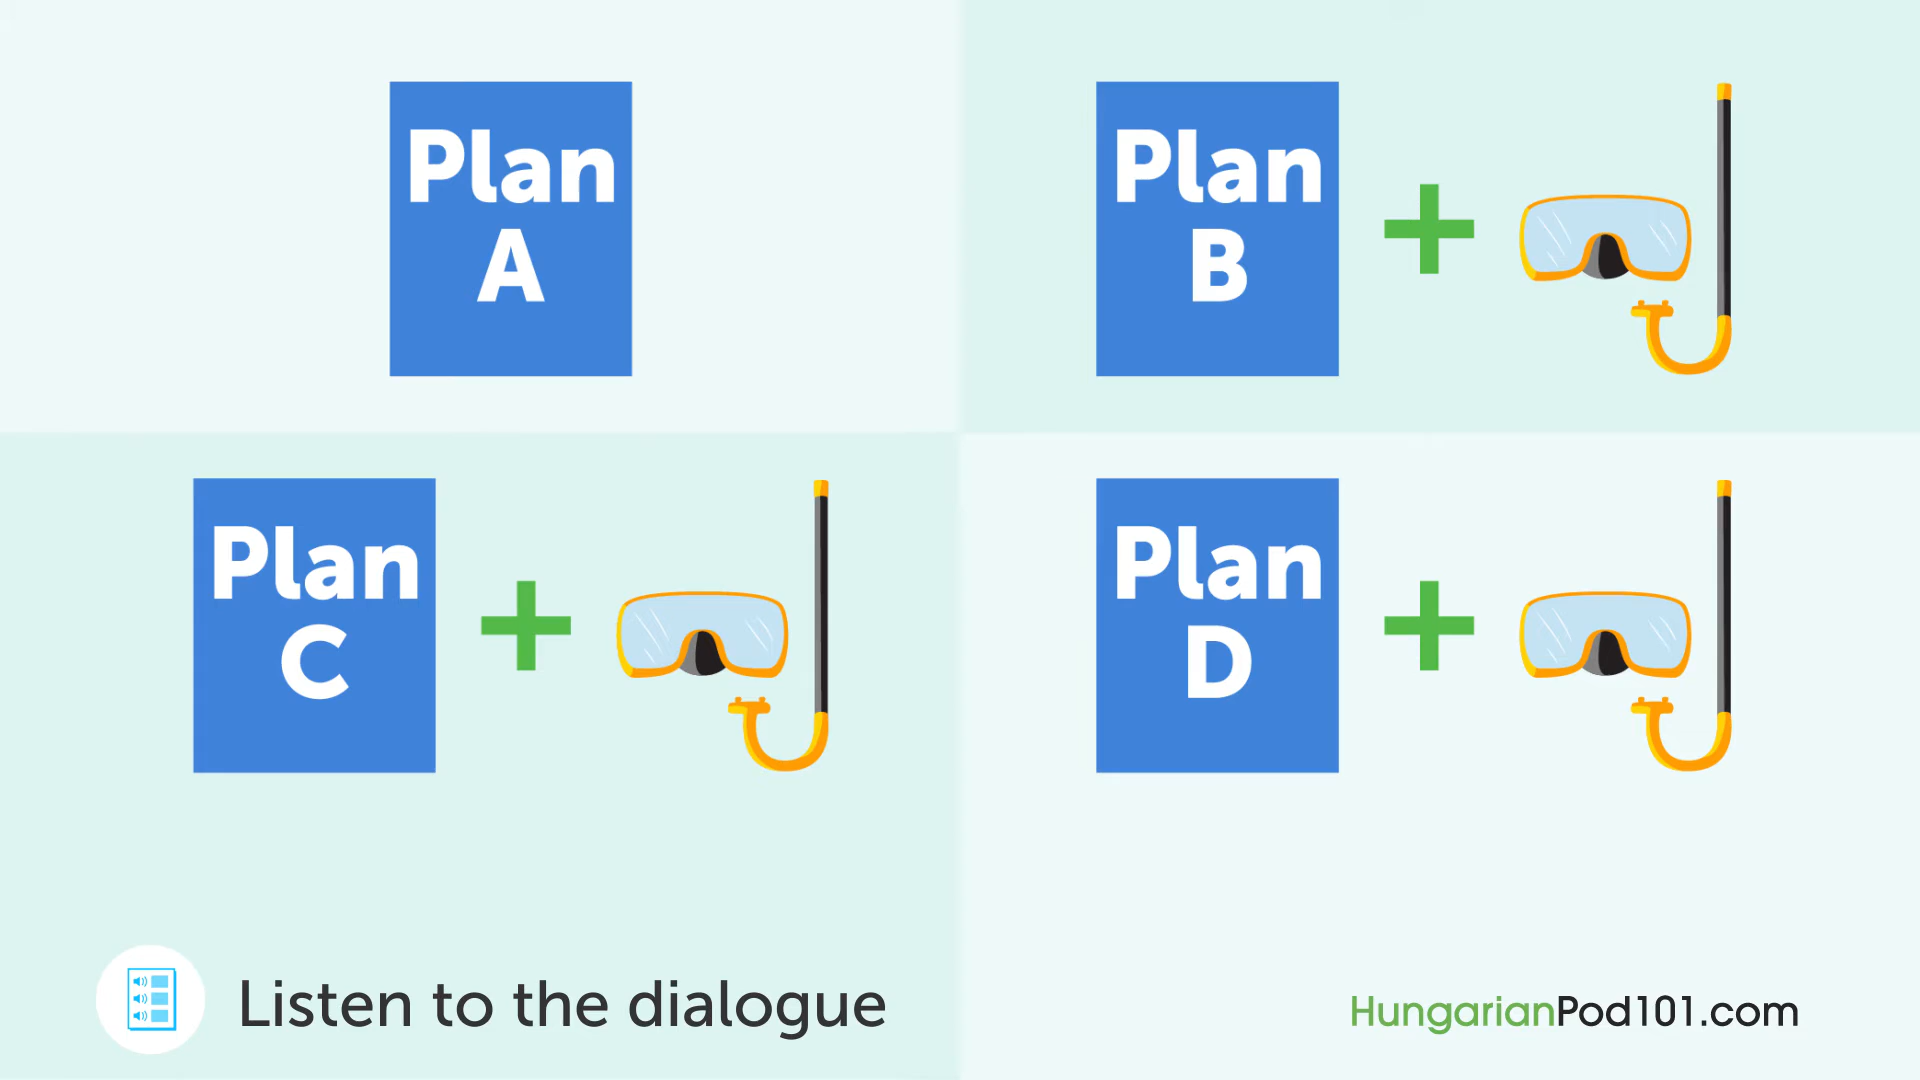 Plan
A
Plan
B
Plan
C
Plan
D
Listen to the dialogue
HungarianPod101.com